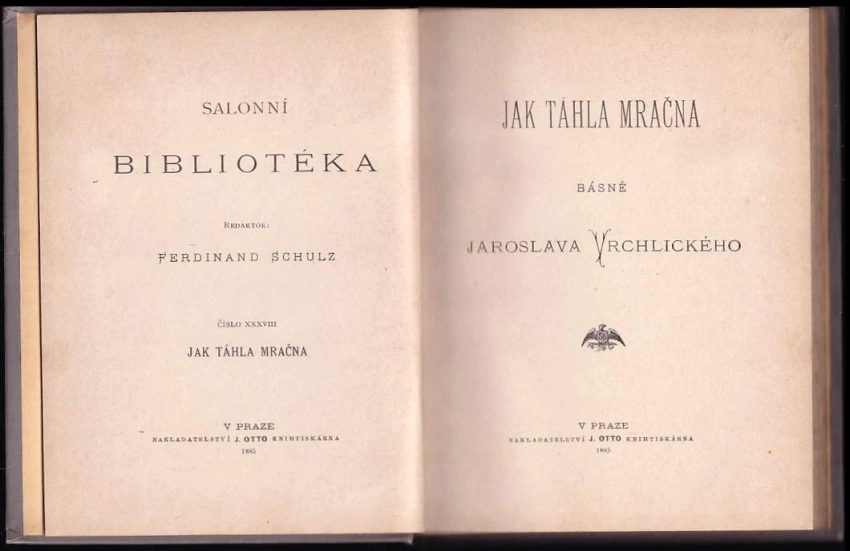 SALONNÍ
BIBLIOTÉKA
REDAKTOR:
FERDINAND SCHULZ
ČÍSLO XXXVIII
JAK TÁHLA MRAČNA
V PRAZE
NAKLADATELSTVÍ J. OTTO KNIHTISKÁRNA
1885
JAK TÁHLA MRAČNA
BÁSNĚ
JAROSLAVA VRCHLICKÉHO
V PRAZE
NAKLADATELSTVÍ J. OTTO KNIHTISKÁRNA
1885